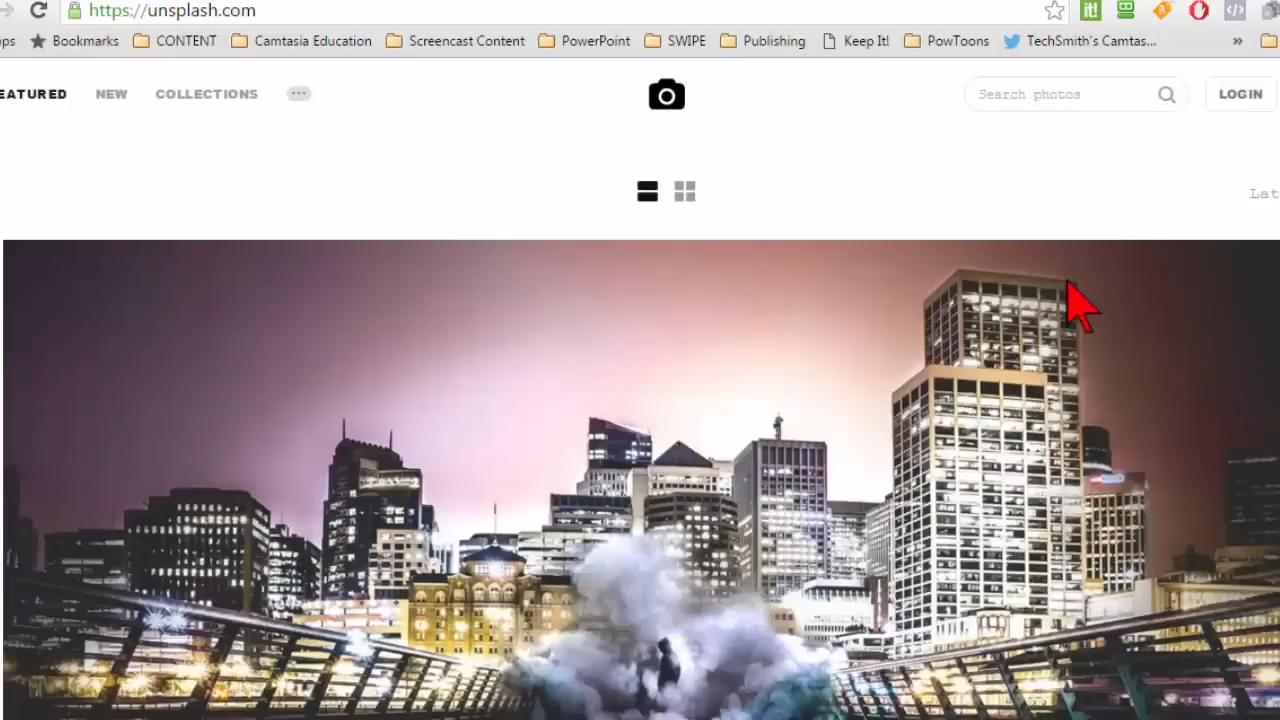 https://unsplash.com
it!
Bookmarks CONTENT Camtasia Education Screencast Content PowerPoint SWIPE Publishing Keep It! PowToons TechSmith's Camtas... »
EATURED NEW COLLECTIONS ... Search photos LOGIN
Lat